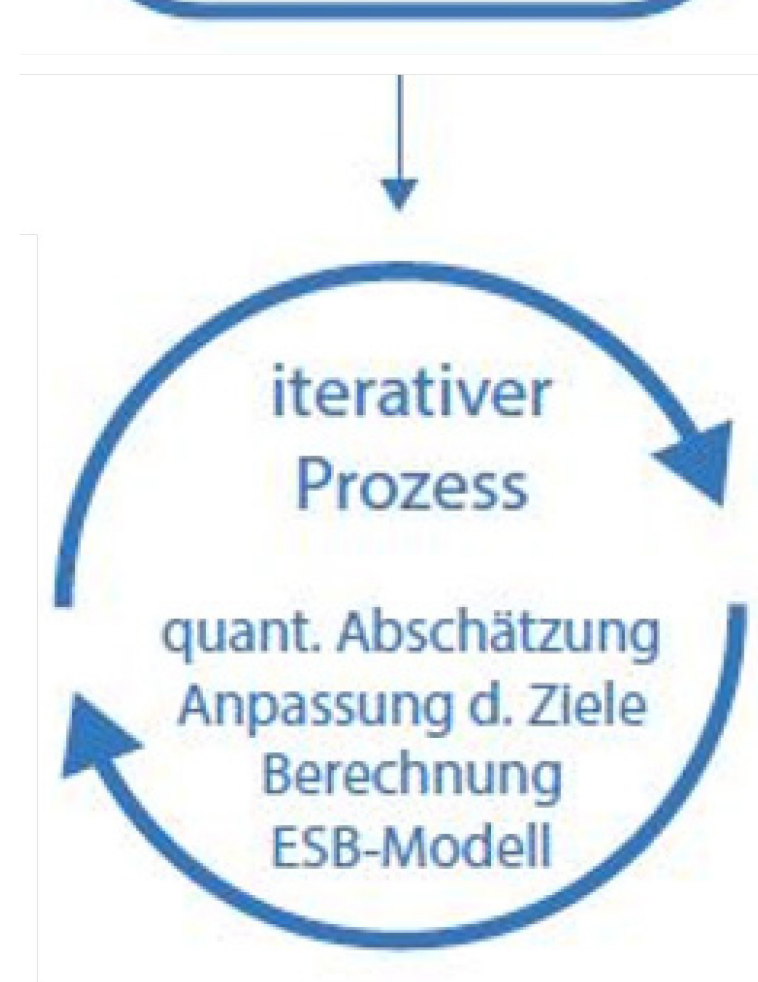 iterativer
Prozess
quant. Abschätzung
Anpassung d. Ziele
Berechnung
ESB-Modell